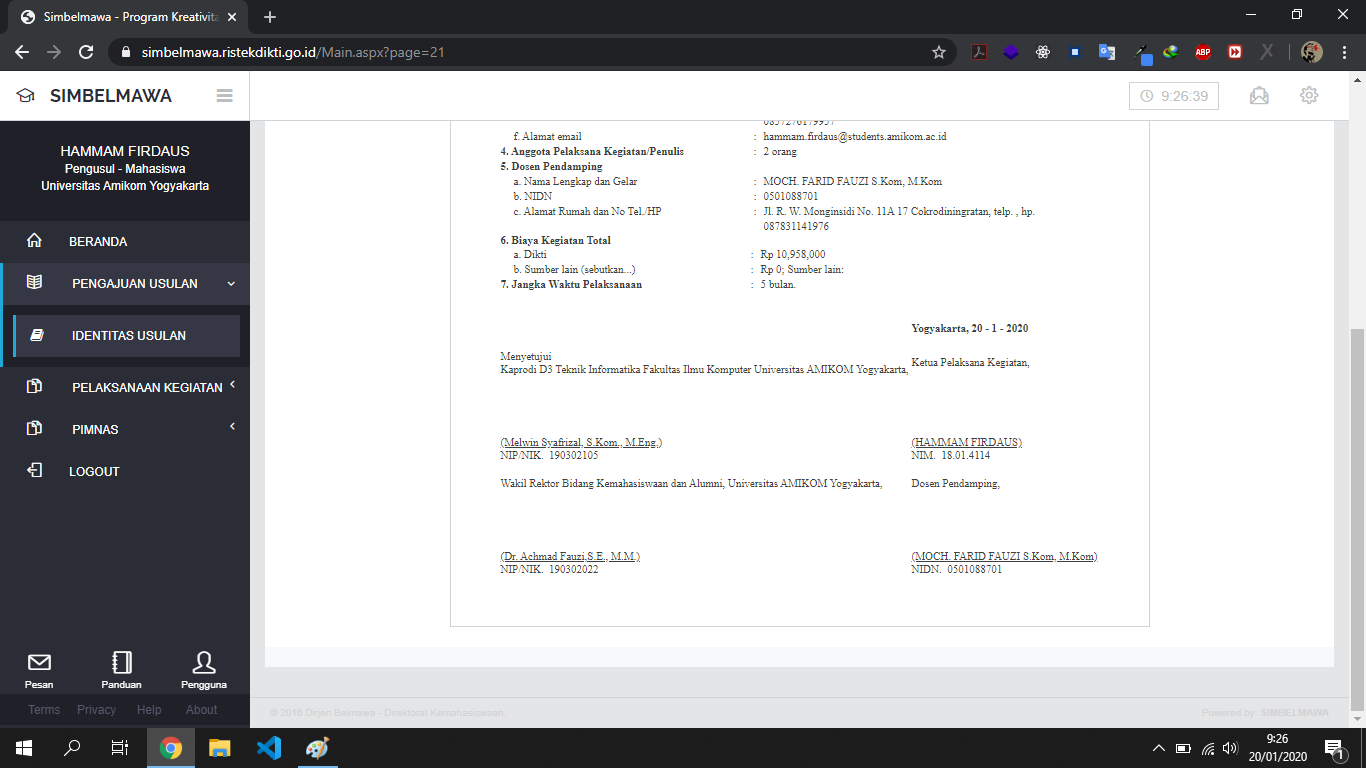 Simbelmawa - Program Kreativita
simbelmawa.ristekdikti.go.id/Main.aspx?page=21
ABP
SIMBELMAWA
9:26:39
HAMMAM FIRDAUS
Pengusul - Mahasiswa
Universitas Amikom Yogyakarta
BERANDA
PENGAJUAN USULAN
IDENTITAS USULAN
PELAKSANAAN KEGIATAN
PIMNAS
LOGOUT
Pesan Panduan Pengguna
Terms Privacy Help About
f. Alamat email : hammam.firdaus@students.amikom.ac.id
4. Anggota Pelaksana Kegiatan/Penulis : 2 orang
5. Dosen Pendamping
a. Nama Lengkap dan Gelar : MOCH. FARID FAUZI S.Kom, M.Kom
b. NIDN : 0501088701
c. Alamat Rumah dan No Tel./HP : Jl. R. W. Monginsidi No. 11A 17 Cokrodiningratan, telp. , hp.
087831141976
6. Biaya Kegiatan Total
a. Dikti : Rp 10,958,000
b. Sumber lain (sebutkan...) : Rp 0; Sumber lain:
7. Jangka Waktu Pelaksanaan : 5 bulan.
Yogyakarta, 20 - 1 - 2020
Menyetujui
Kaprodi D3 Teknik Informatika Fakultas Ilmu Komputer Universitas AMIKOM Yogyakarta,
Ketua Pelaksana Kegiatan,
(Melwin Syafrizal, S.Kom., M.Eng.)
NIP/NIK. 190302105
(HAMMAM FIRDAUS)
NIM. 18.01.4114
Wakil Rektor Bidang Kemahasiswaan dan Alumni, Universitas AMIKOM Yogyakarta,
Dosen Pendamping,
(Dr. Achmad Fauzi,S.E., M.M.)
NIP/NIK. 190302022
(MOCH. FARID FAUZI S.Kom, M.Kom)
NIDN. 0501088701
© 2016 Dirjen Belmawa - Direktorat Kemahasiswaan.
Powered by: SIMBELMAWA
9:26
20/01/2020
1